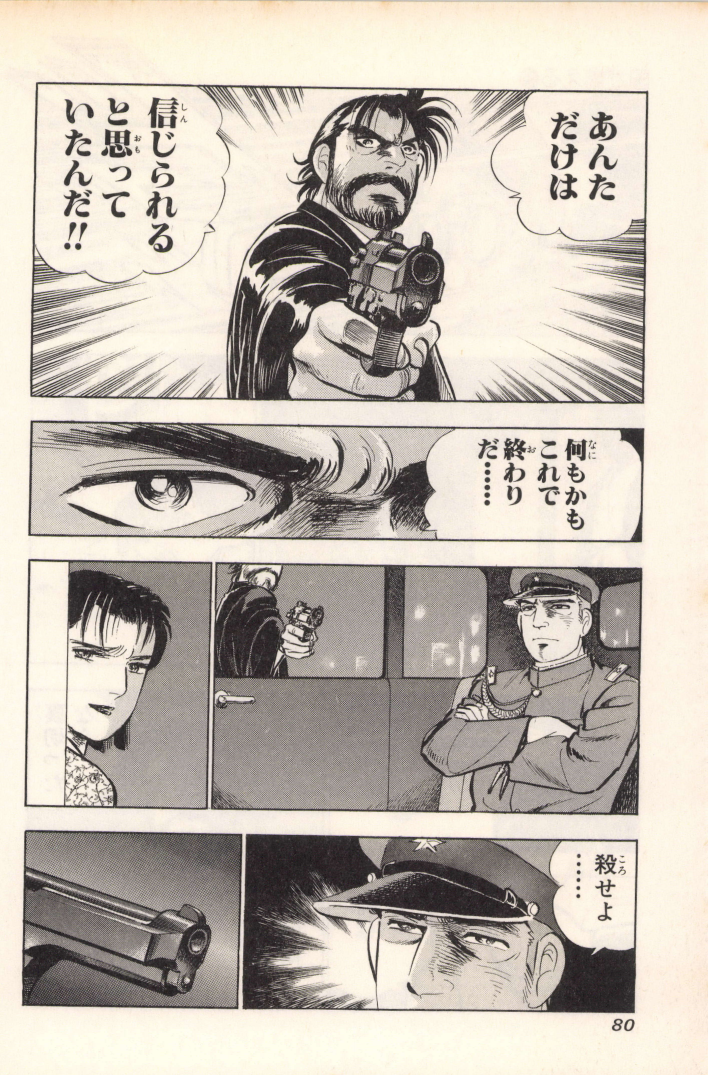 あんた
だけは
信じられる
と思って
いたんだ!!
何もかも
これで
終わり
だ……
殺せよ
……
80